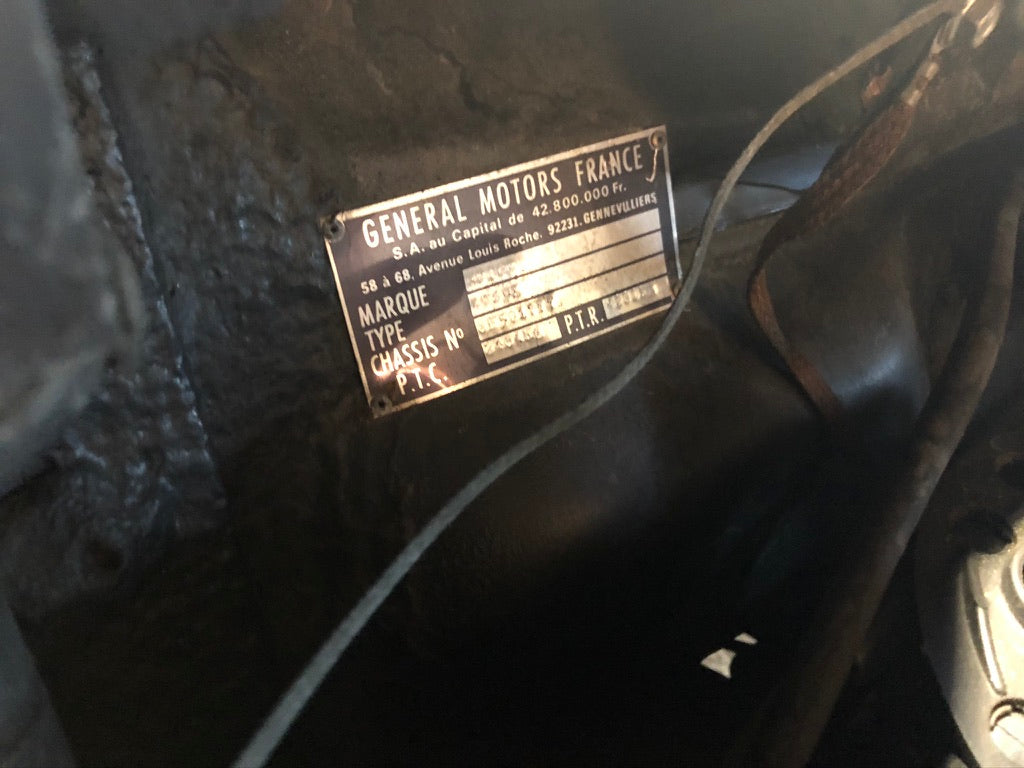 GENERAL MOTORS FRANCE
S.A. au Capital de 42.800.000 Fr.
58 à 68, Avenue Louis Roche. 92231.GENNEVILLIERS
MARQUE
TYPE
CHASSIS No
P.T.C. P.T.R.